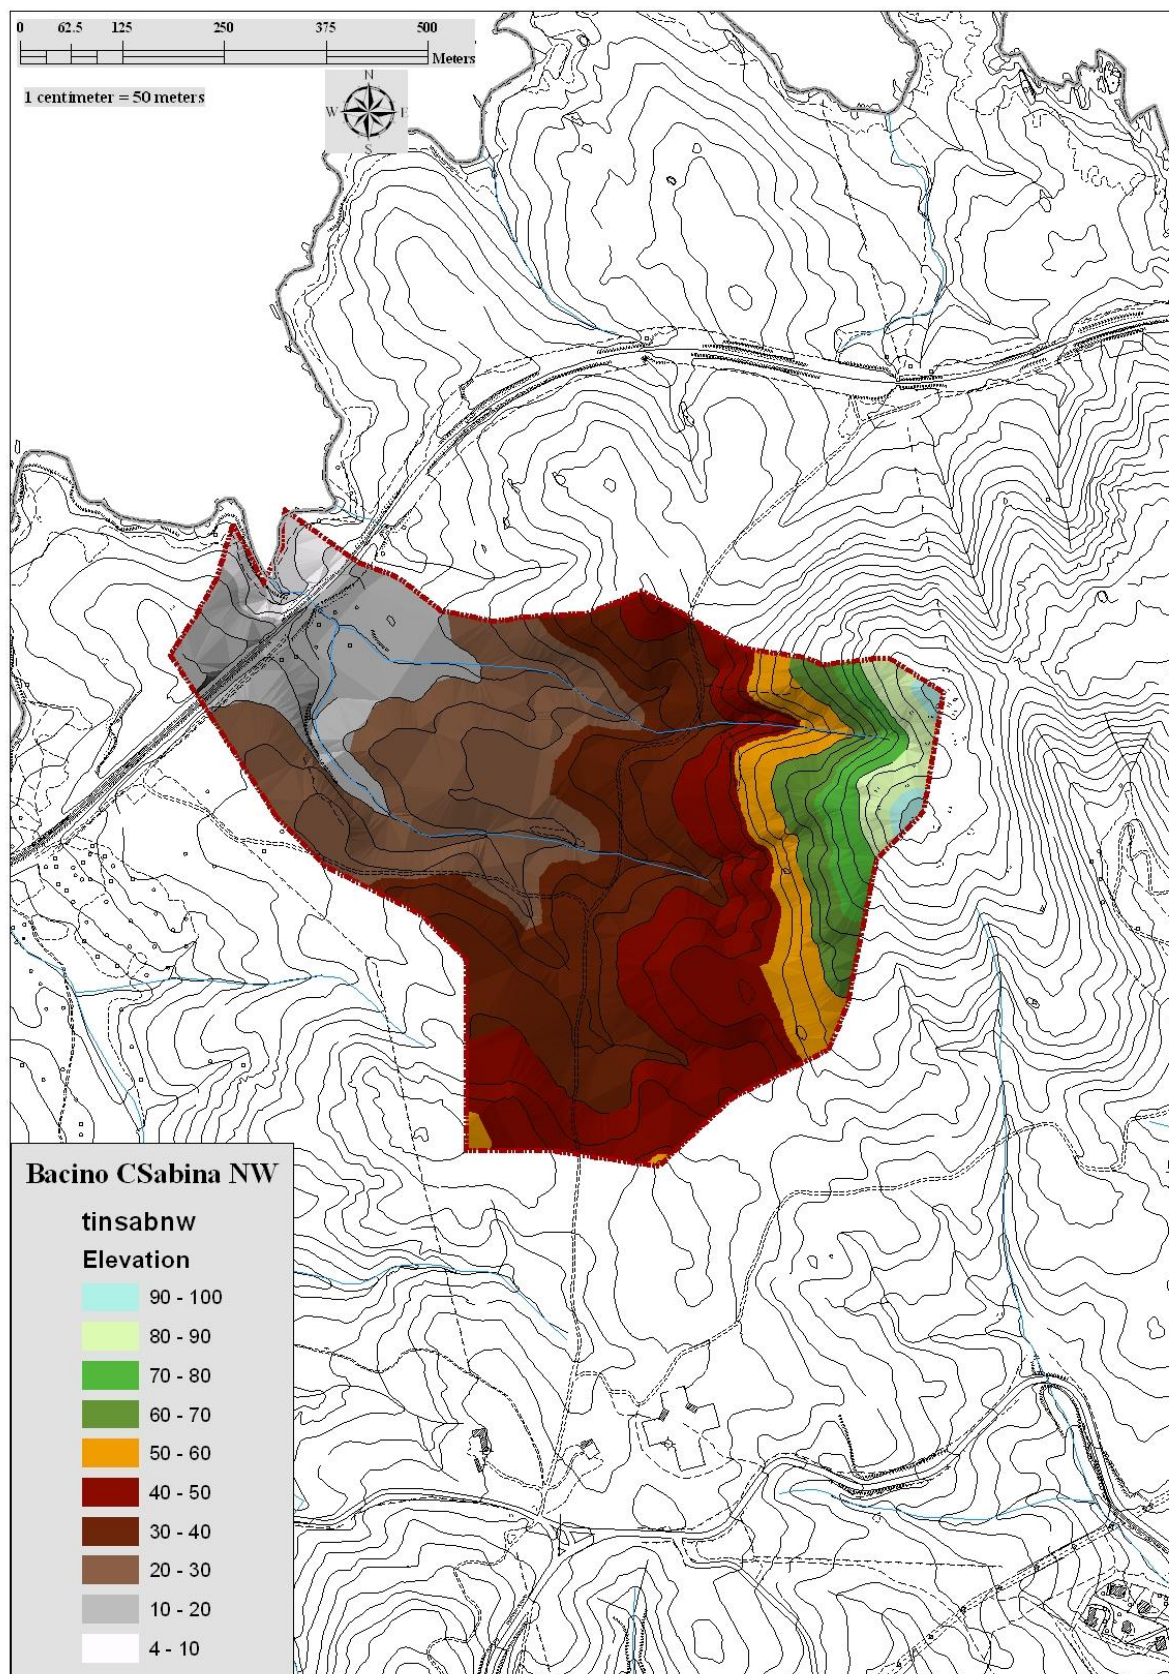 0 62.5 125 250 375 500
Meters
1 centimeter = 50 meters
N
W E
S
Bacino CSabina NW
tinsabnw
Elevation
90 - 100
80 - 90
70 - 80
60 - 70
50 - 60
40 - 50
30 - 40
20 - 30
10 - 20
4 - 10